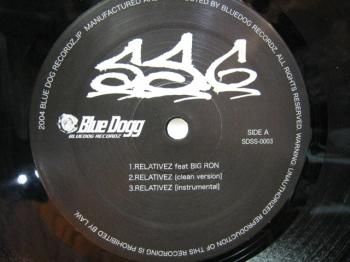 2004 BLUE DOG RECORDZ.JP MANUFACTURED AND DISTRIBUTED BY BLUEDOG RECORDZ. ALL RIGHTS RESERVED. WARNING: UNAUTHORIZED REPRODUCTION OF THIS RECORDING IS PROHIBITED BY LAW.
Blue Dogg
BLUEDOG RECORDZ
SIDE A
SDSS-0003
1.RELATIVEZ feat BIG RON
2.RELATIVEZ [clean version]
3.RELATIVEZ [instrumental]